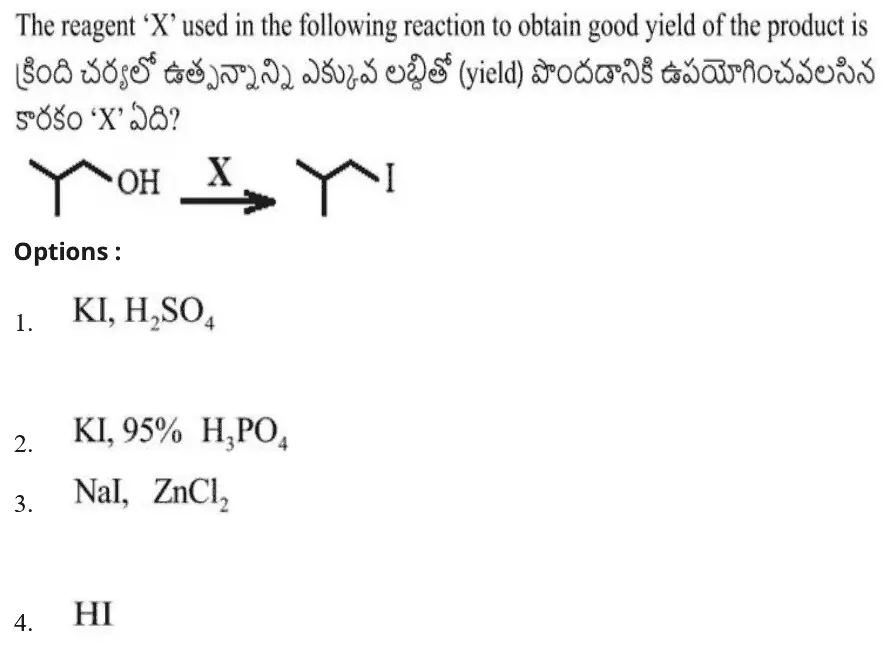 The reagent ‘X’ used in the following reaction to obtain good yield of the product is
క్రింది చర్యలో ఉత్పన్నాన్ని ఎక్కువ లబ్ధితో (yield) పొందడానికి ఉపయోగించవలసిన
కారకం ‘X’ ఏది?
OH X I
Options :
1. KI, H₂SO₄
2. KI, 95% H₃PO₄
3. NaI, ZnCl₂
4. HI